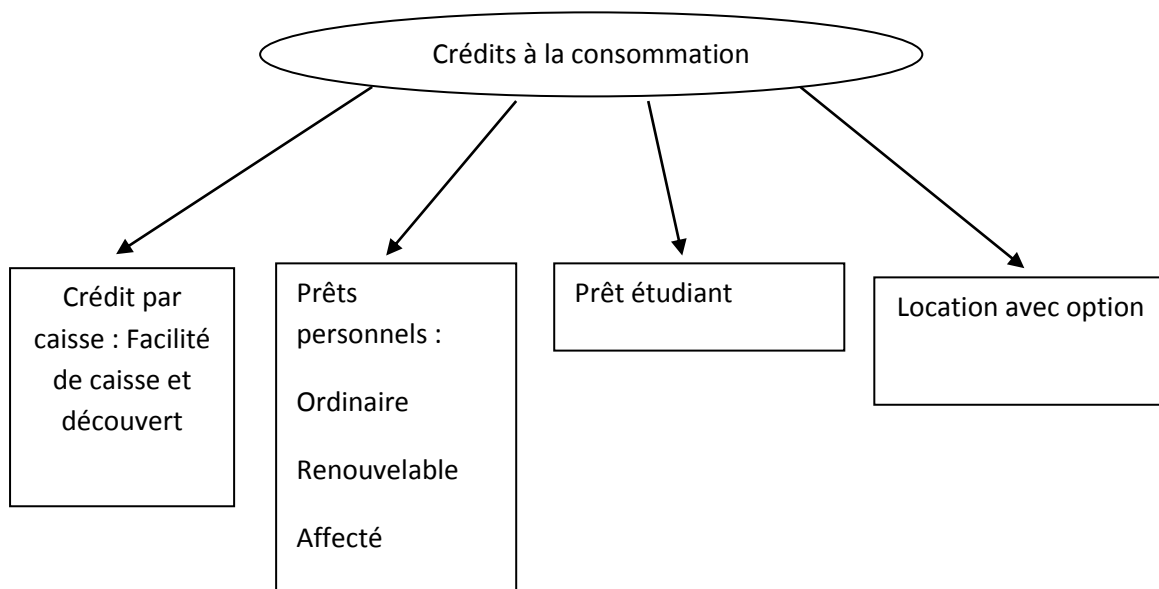 Crédits à la consommation
Crédit par
caisse : Facilité
de caisse et
découvert
Prêts
personnels :
Ordinaire
Renouvelable
Affecté
Prêt étudiant
Location avec option